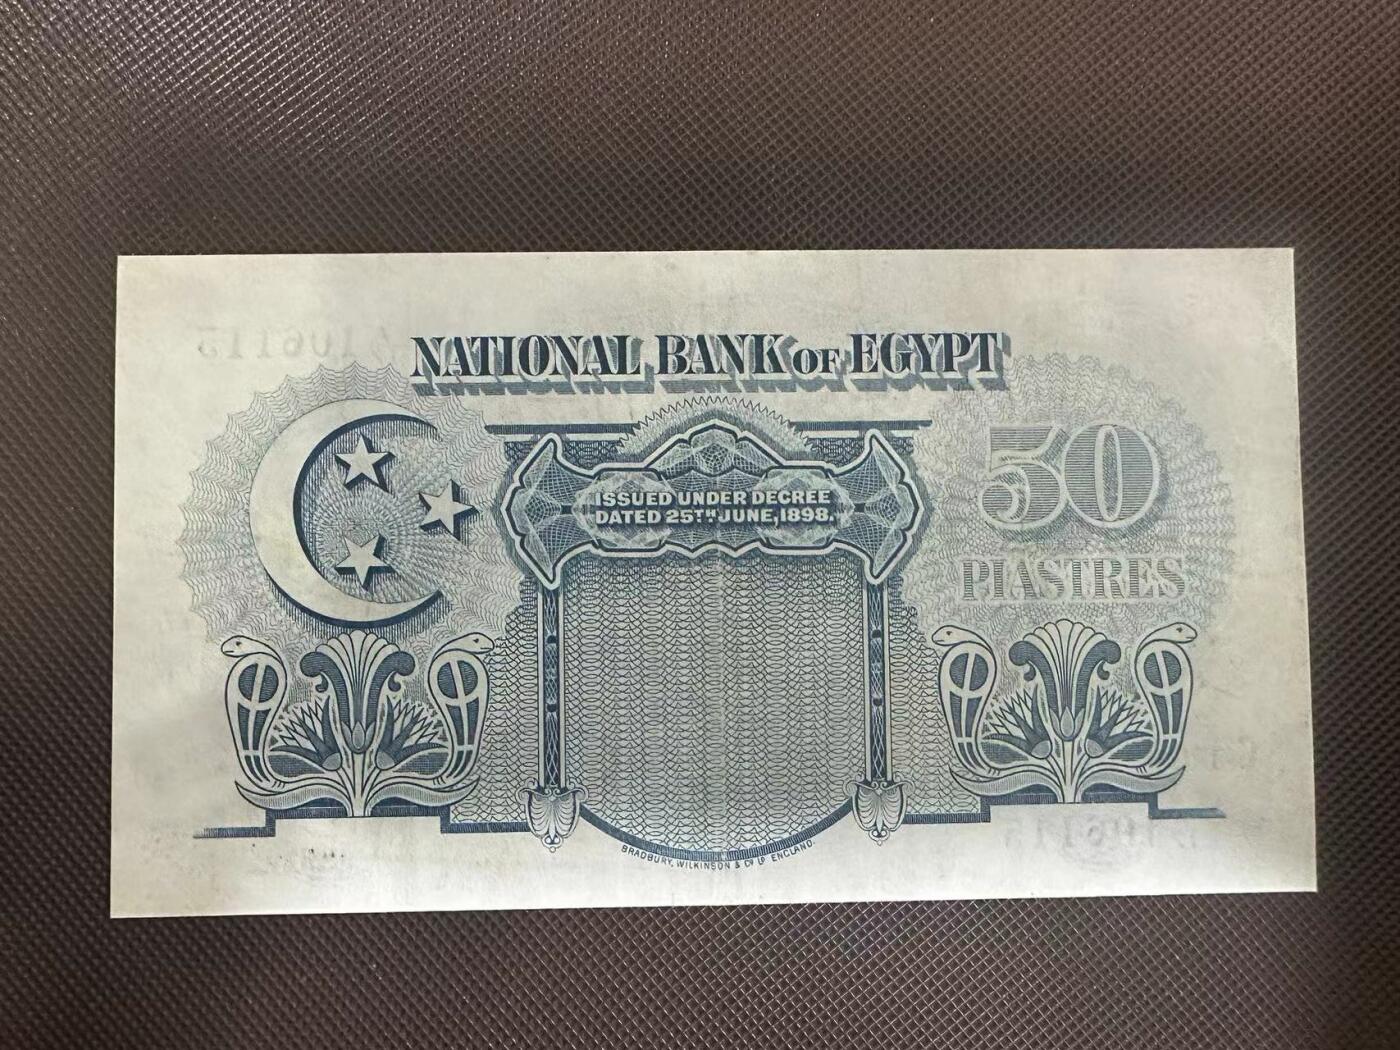 NATIONAL BANK OF EGYPT
ISSUED UNDER DECREE
DATED 25TH JUNE, 1898.
50
PIASTRES
BRADBURY, WILKINSON & Co Ld ENGLAND